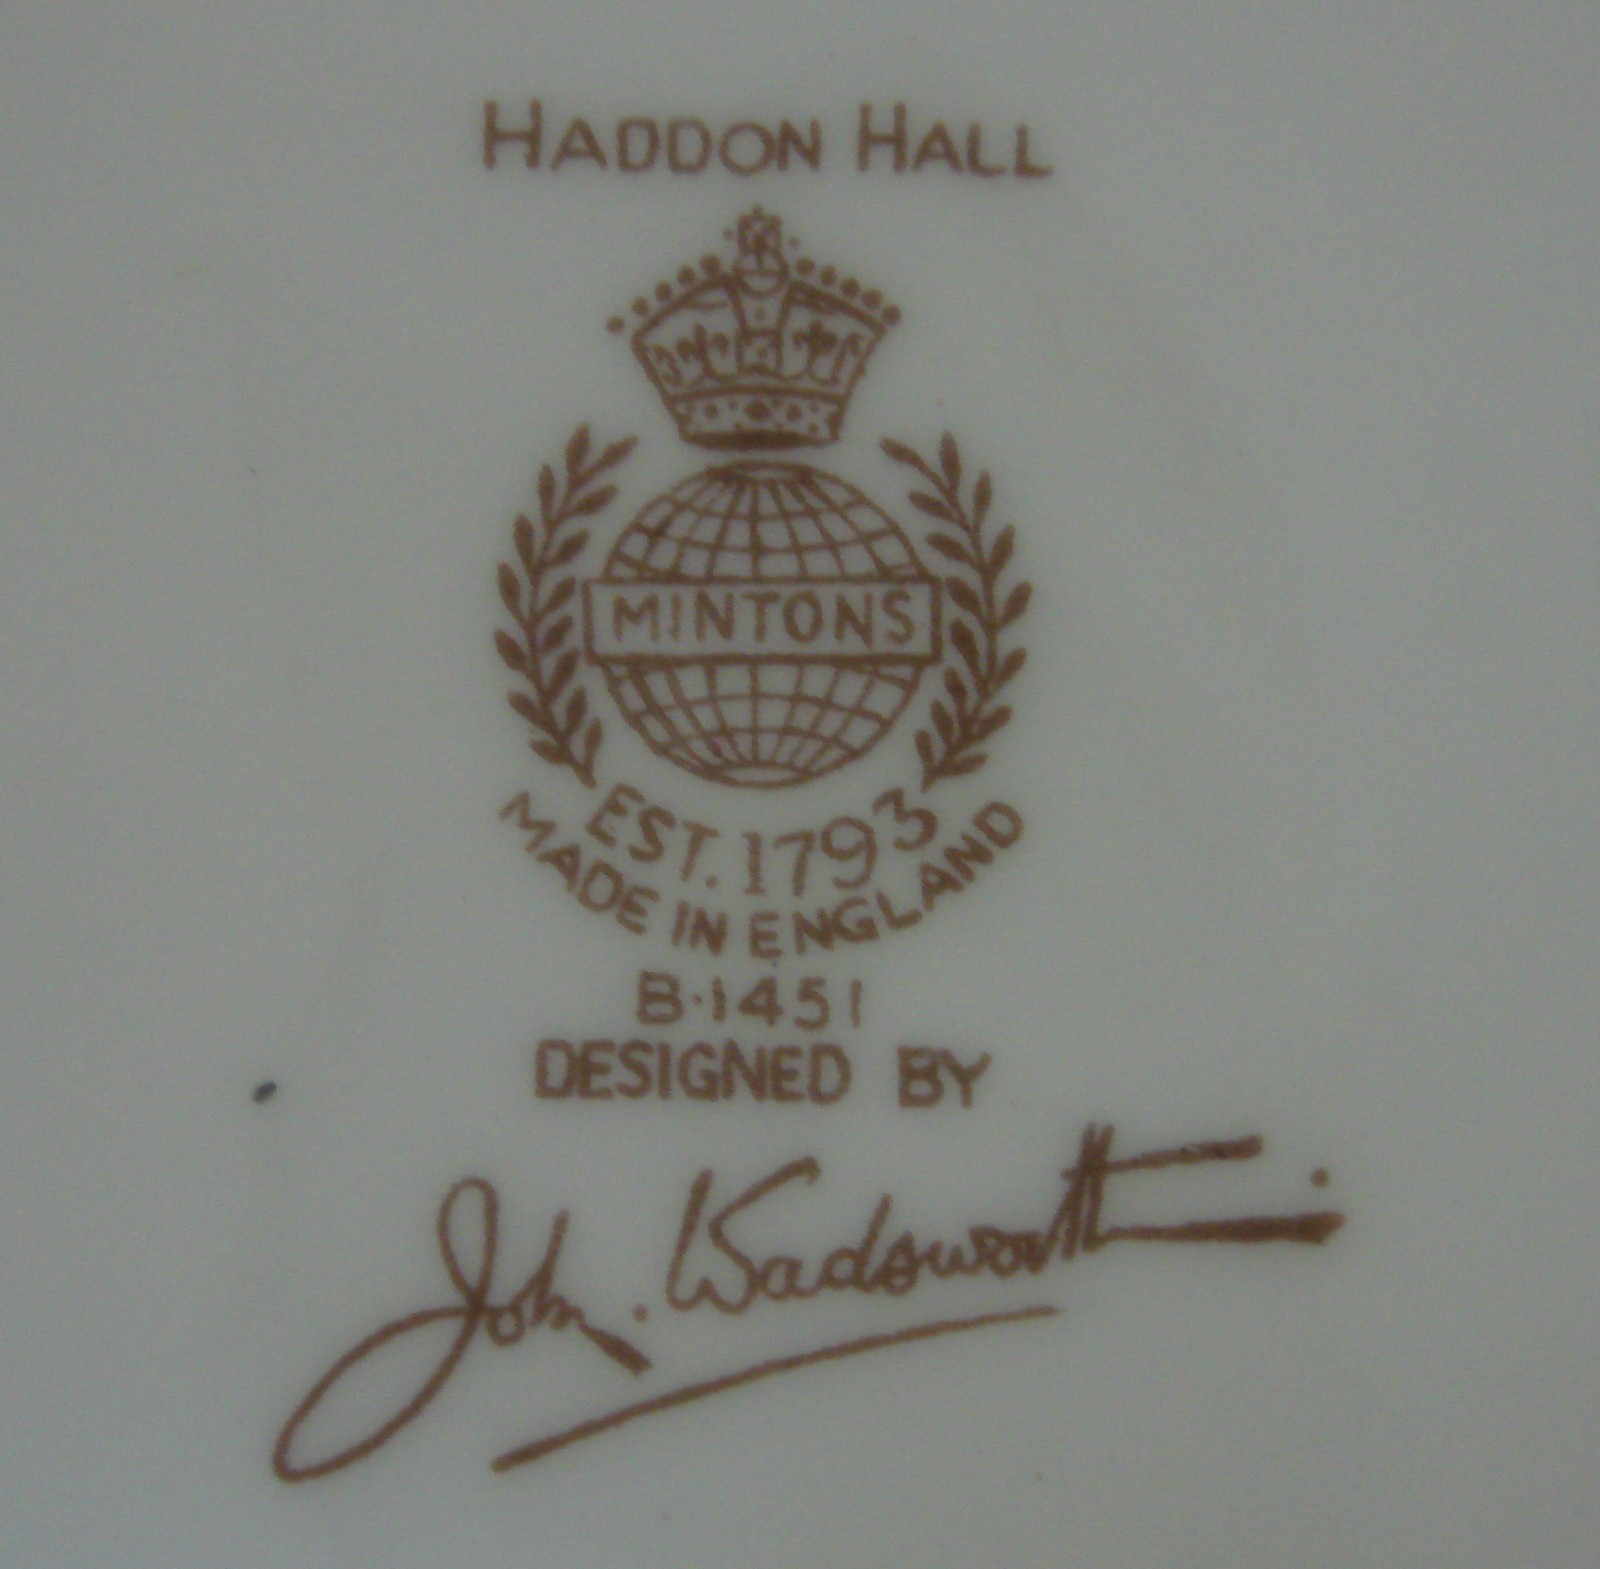 HADDON HALL
MINTONS
EST. 1793
MADE IN ENGLAND
B·1451
DESIGNED BY
John. Wadsworth.